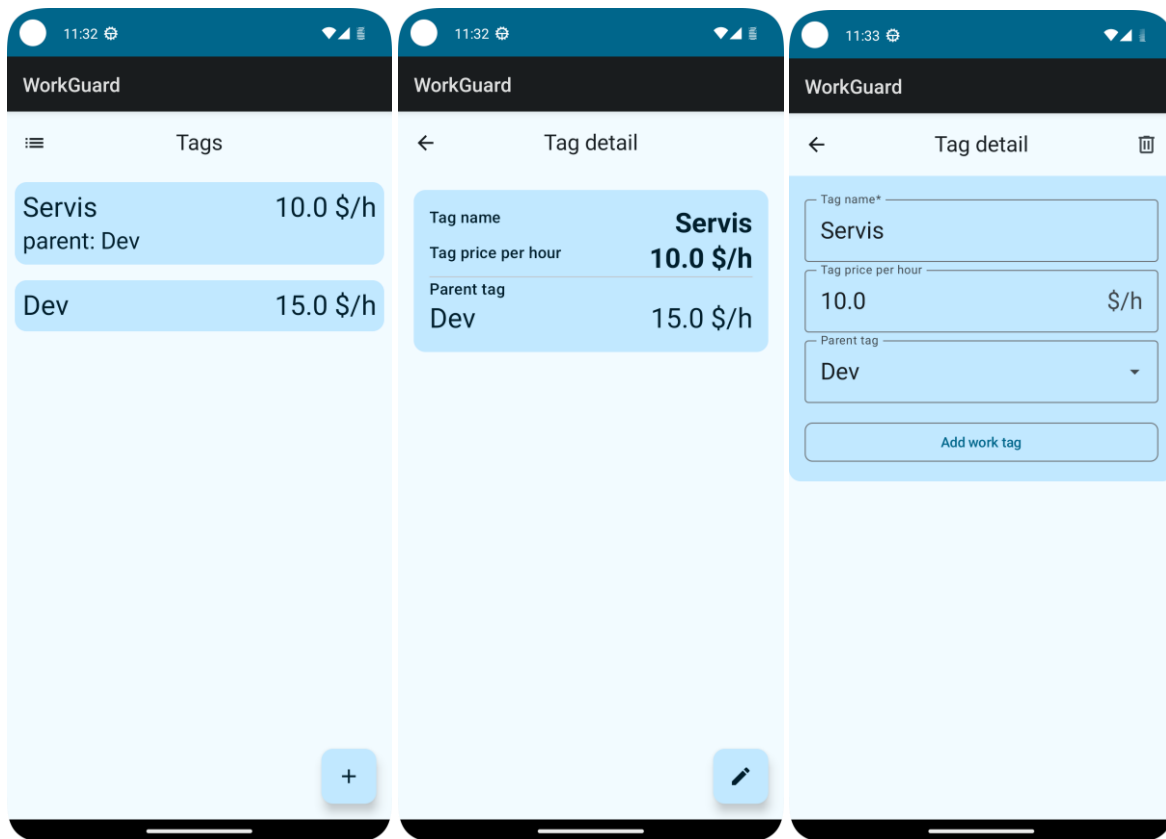 11:32
WorkGuard
Tags
Servis 10.0 $/h
parent: Dev
Dev 15.0 $/h
+
11:32
WorkGuard
Tag detail
Tag name Servis
Tag price per hour 10.0 $/h
Parent tag
Dev 15.0 $/h
11:33
WorkGuard
Tag detail
Tag name*
Servis
Tag price per hour
10.0 $/h
Parent tag
Dev
Add work tag